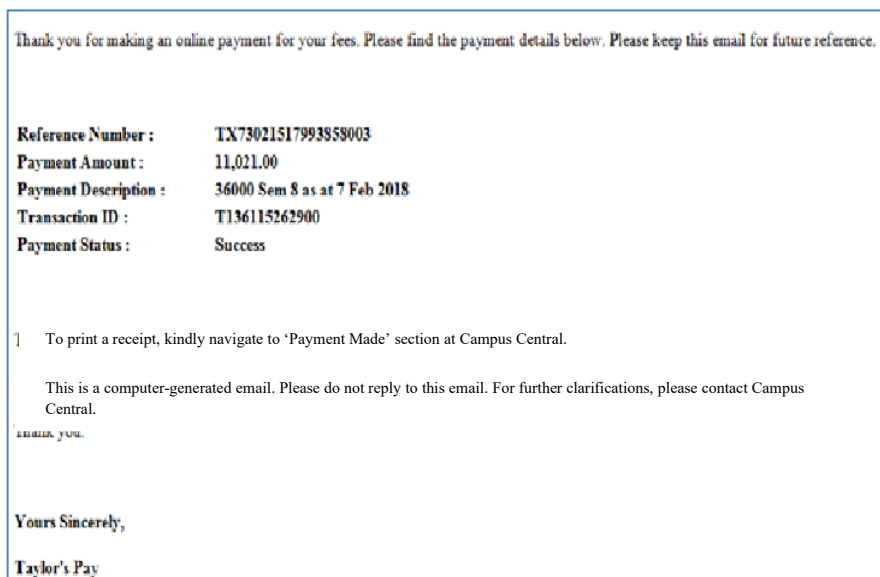 Thank you for making an online payment for your fees. Please find the payment details below. Please keep this email for future reference.
Reference Number : TX73021517993858003
Payment Amount : 11,021.00
Payment Description : 36000 Sem 8 as at 7 Feb 2018
Transaction ID : T136115262900
Payment Status : Success
To print a receipt, kindly navigate to ‘Payment Made’ section at Campus Central.
This is a computer-generated email. Please do not reply to this email. For further clarifications, please contact Campus
Central.
Thank you.
Yours Sincerely,
Taylor's Pay